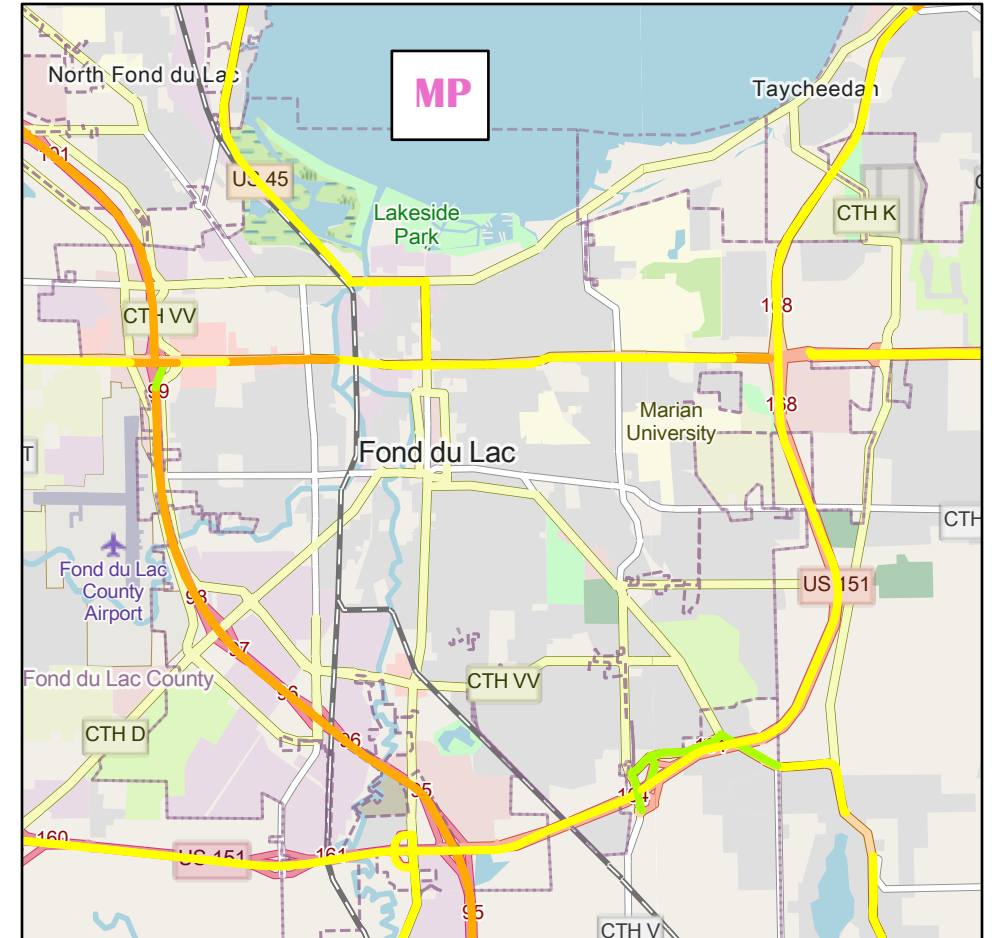 North Fond du Lac
MP
Taycheedah
101
US 45
CTH K
Lakeside
Park
168
CTH VV
99
168
Marian
University
Fond du Lac
T
CTH
Fond du Lac
County
Airport
US 151
98
97
Fond du Lac County
96
CTH VV
CTH D
96
95
164
160
US 151
161
95
CTH V